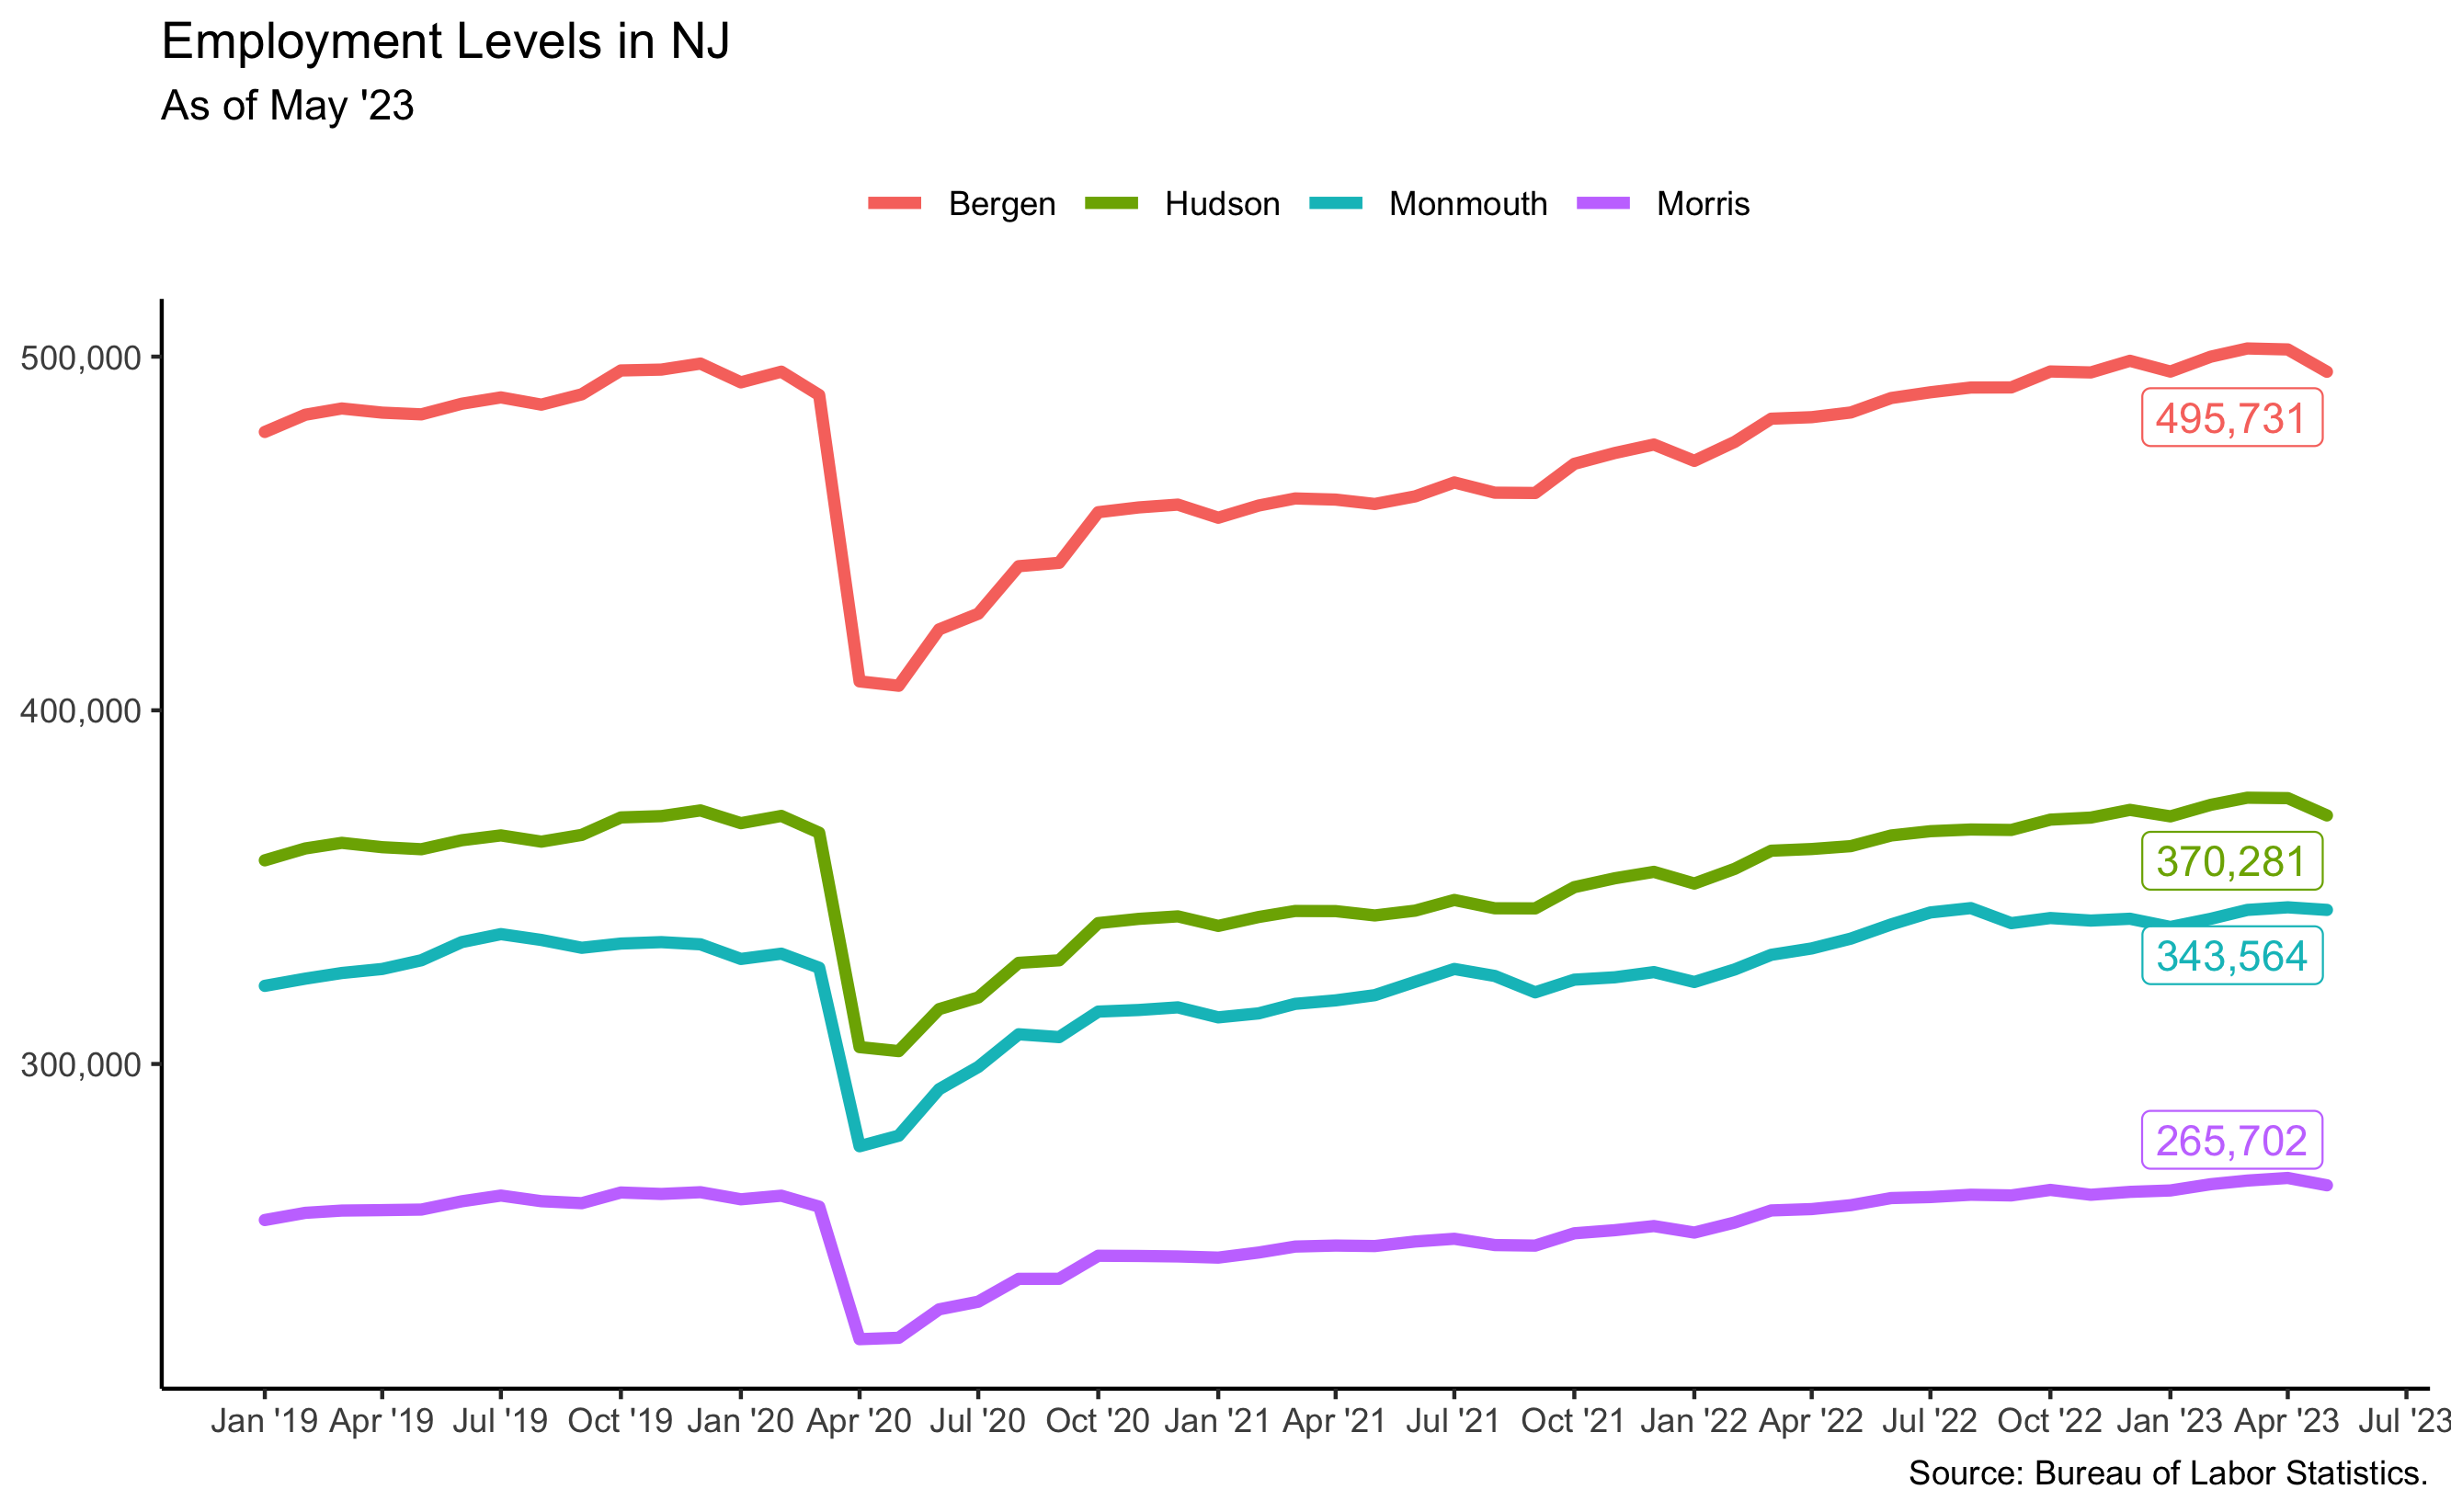 Employment Levels in NJ
As of May '23
Bergen Hudson Monmouth Morris
500,000
400,000
300,000
495,731
370,281
343,564
265,702
Jan '19 Apr '19 Jul '19 Oct '19 Jan '20 Apr '20 Jul '20 Oct '20 Jan '21 Apr '21 Jul '21 Oct '21 Jan '22 Apr '22 Jul '22 Oct '22 Jan '23 Apr '23 Jul '23
Source: Bureau of Labor Statistics.